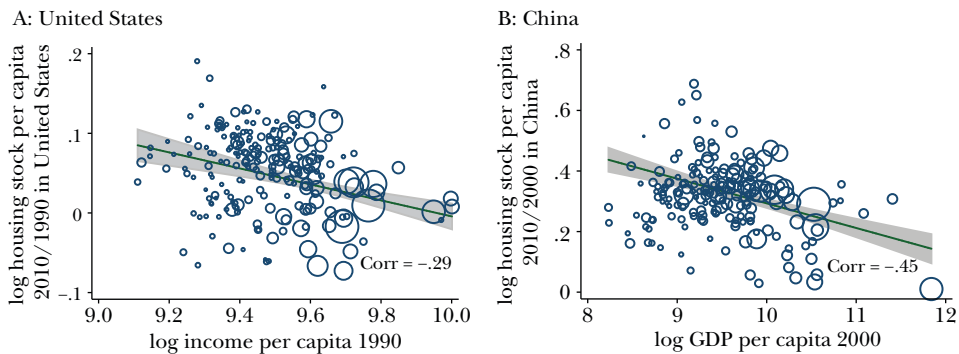 A: United States
log housing stock per capita
2010/1990 in United States
.2
.1
0
–.1
Corr = –.29
9.0 9.2 9.4 9.6 9.8 10.0
log income per capita 1990
B: China
log housing stock per capita
2010/2000 in China
.8
.6
.4
.2
0
Corr = –.45
8 9 10 11 12
log GDP per capita 2000